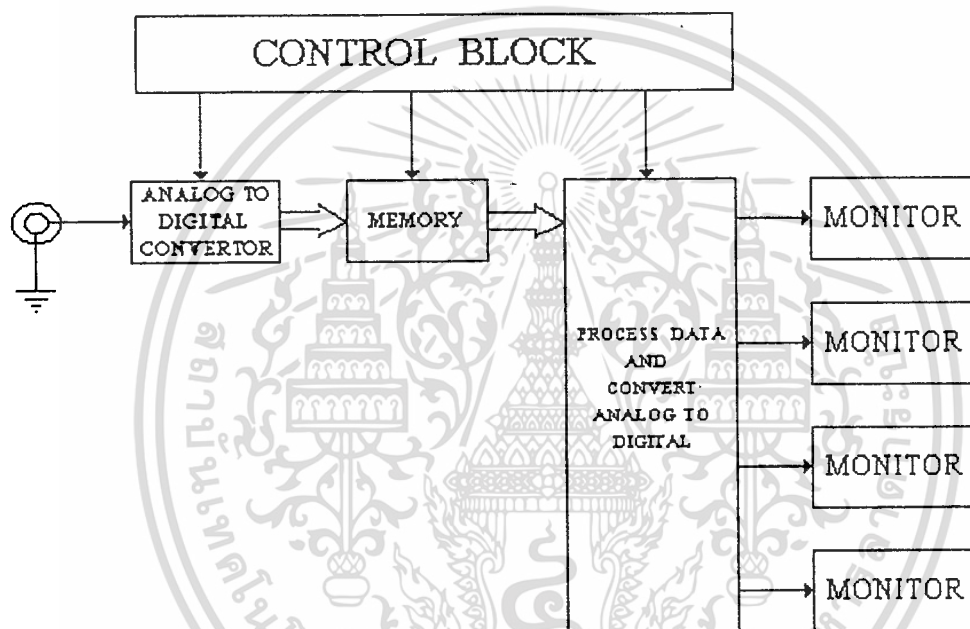 CONTROL BLOCK
ANALOG TO
DIGITAL
CONVERTOR
MEMORY
PROCESS DATA
AND
CONVERT
ANALOG TO
DIGITAL
MONITOR
MONITOR
MONITOR
MONITOR